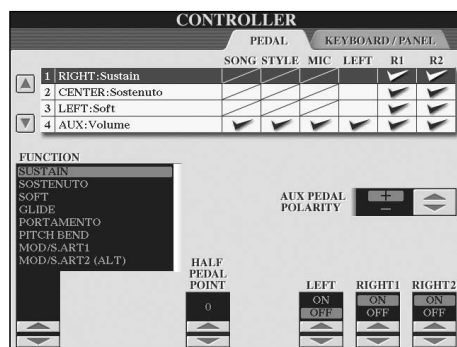 CONTROLLER
PEDAL KEYBOARD / PANEL
SONG STYLE MIC LEFT R1 R2
1 RIGHT:Sustain
2 CENTER:Sostenuto
3 LEFT:Soft
4 AUX:Volume
FUNCTION
SUSTAIN
SOSTENUTO
SOFT
GLIDE
PORTAMENTO
PITCH BEND
MOD/S.ART1
MOD/S.ART2 (ALT)
AUX PEDAL
POLARITY
+
−
HALF
PEDAL
POINT
0
LEFT RIGHT1 RIGHT2
ON ON ON
OFF OFF OFF